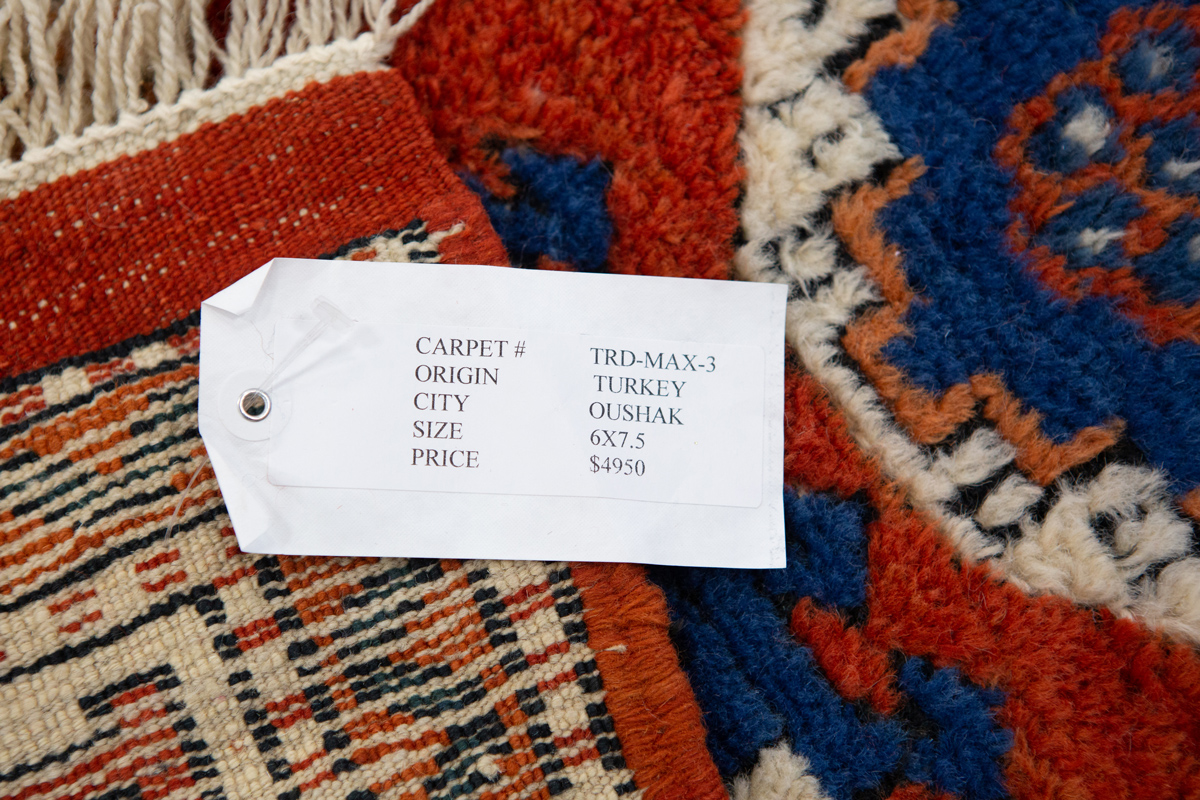 CARPET # TRD-MAX-3
ORIGIN TURKEY
CITY OUSHAK
SIZE 6X7.5
PRICE $4950